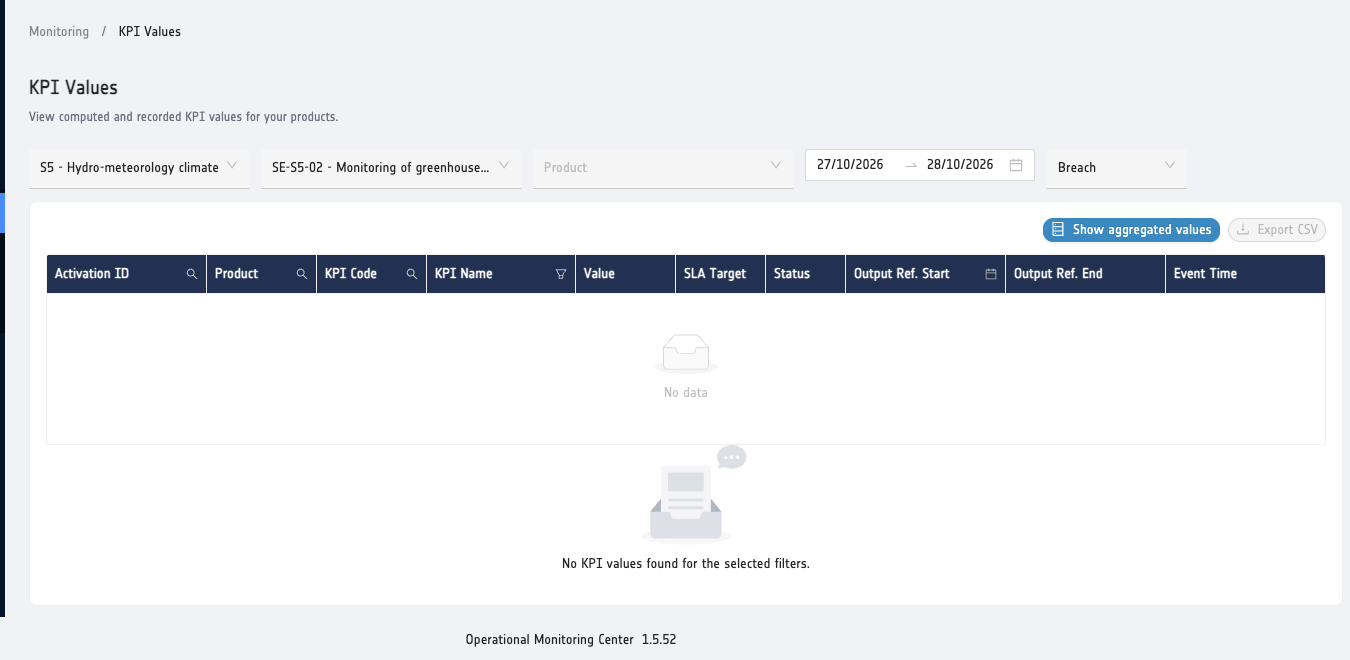 Monitoring / KPI Values
KPI Values
View computed and recorded KPI values for your products.
S5 - Hydro-meteorology climate
SE-S5-02 - Monitoring of greenhouse...
Product
27/10/2026 → 28/10/2026
Breach
Show aggregated values
Export CSV
Activation ID
Product
KPI Code
KPI Name
Value
SLA Target
Status
Output Ref. Start
Output Ref. End
Event Time
No data
No KPI values found for the selected filters.
Operational Monitoring Center 1.5.52